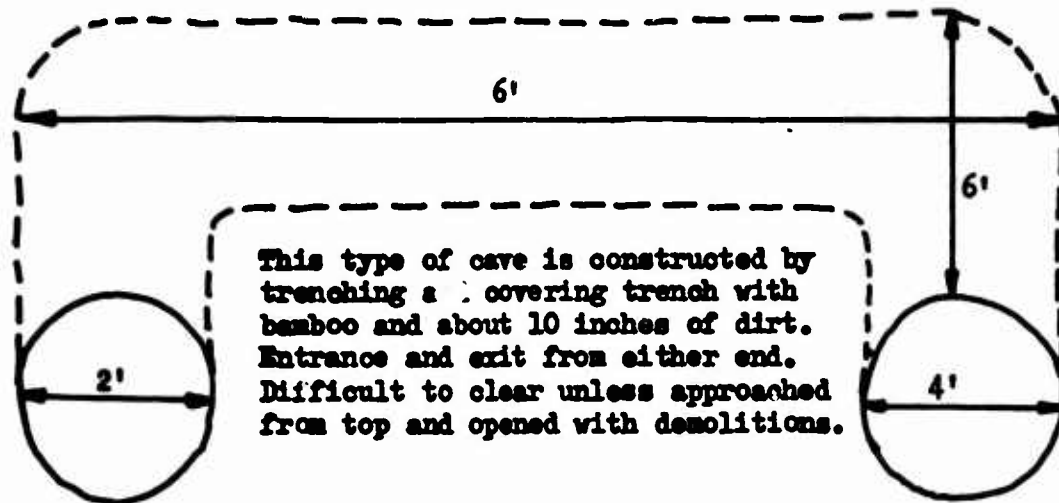 6'
6'
This type of cave is constructed by
trenching a covering trench with
bamboo and about 10 inches of dirt.
Entrance and exit from either end.
Difficult to clear unless approached
from top and opened with demolitions.
2'
4'